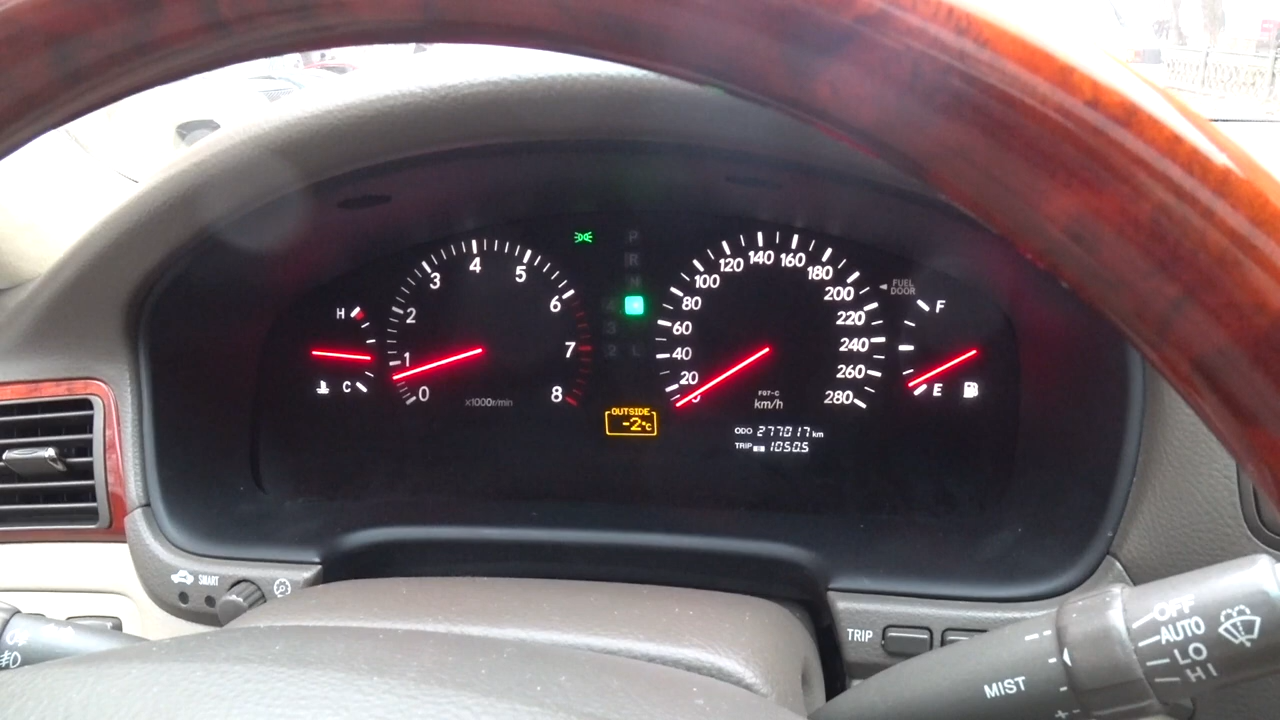 H
C
0
1
2
3
4
5
6
7
8
x1000r/min
P
R
N
4
3
2 L
OUTSIDE
-2°C
0
20
40
60
80
100
120
140
160
180
200
220
240
260
280
km/h
ODO 277017 km
TRIP 1050.5
FUEL
DOOR
F
E
SMART
TRIP
MIST
OFF
AUTO
LO
HI